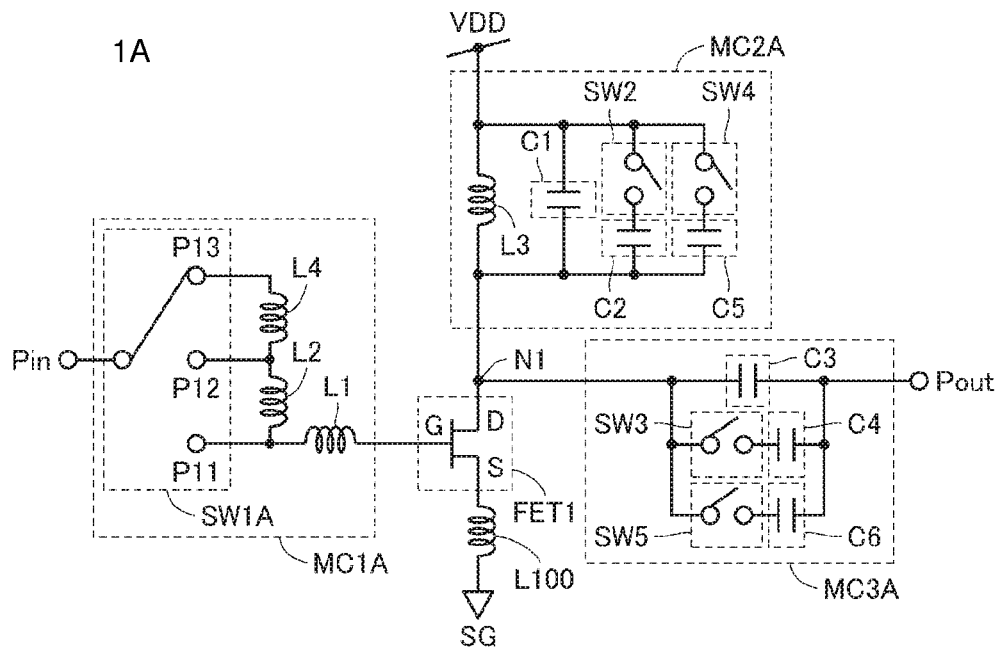 1A
VDD
MC2A
SW2
SW4
C1
L3
C2
C5
P13
L4
Pin
P12
L2
L1
P11
SW1A
MC1A
N1
G
D
S
FET1
L100
SG
C3
Pout
SW3
C4
SW5
C6
MC3A